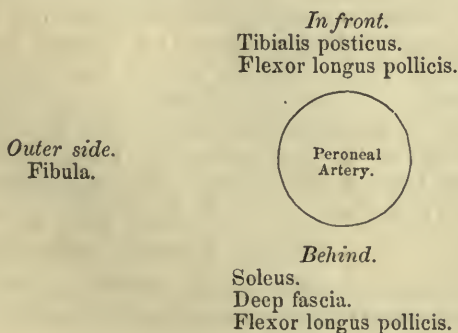 In front.
Tibialis posticus.
Flexor longus pollicis.
Outer side.
Fibula.
Peroneal
Artery.
Behind.
Soleus.
Deep fascia.
Flexor longus pollicis.